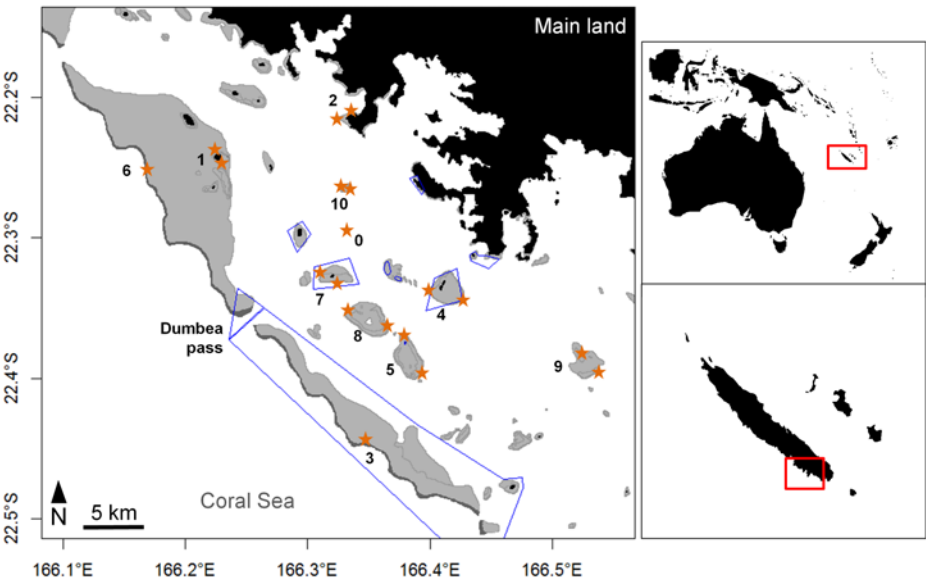 Main land
22.2°S
22.3°S
22.4°S
22.5°S
2
1
6
10
0
7
4
8
5
9
3
Dumbea
pass
Coral Sea
N
5 km
166.1°E
166.2°E
166.3°E
166.4°E
166.5°E